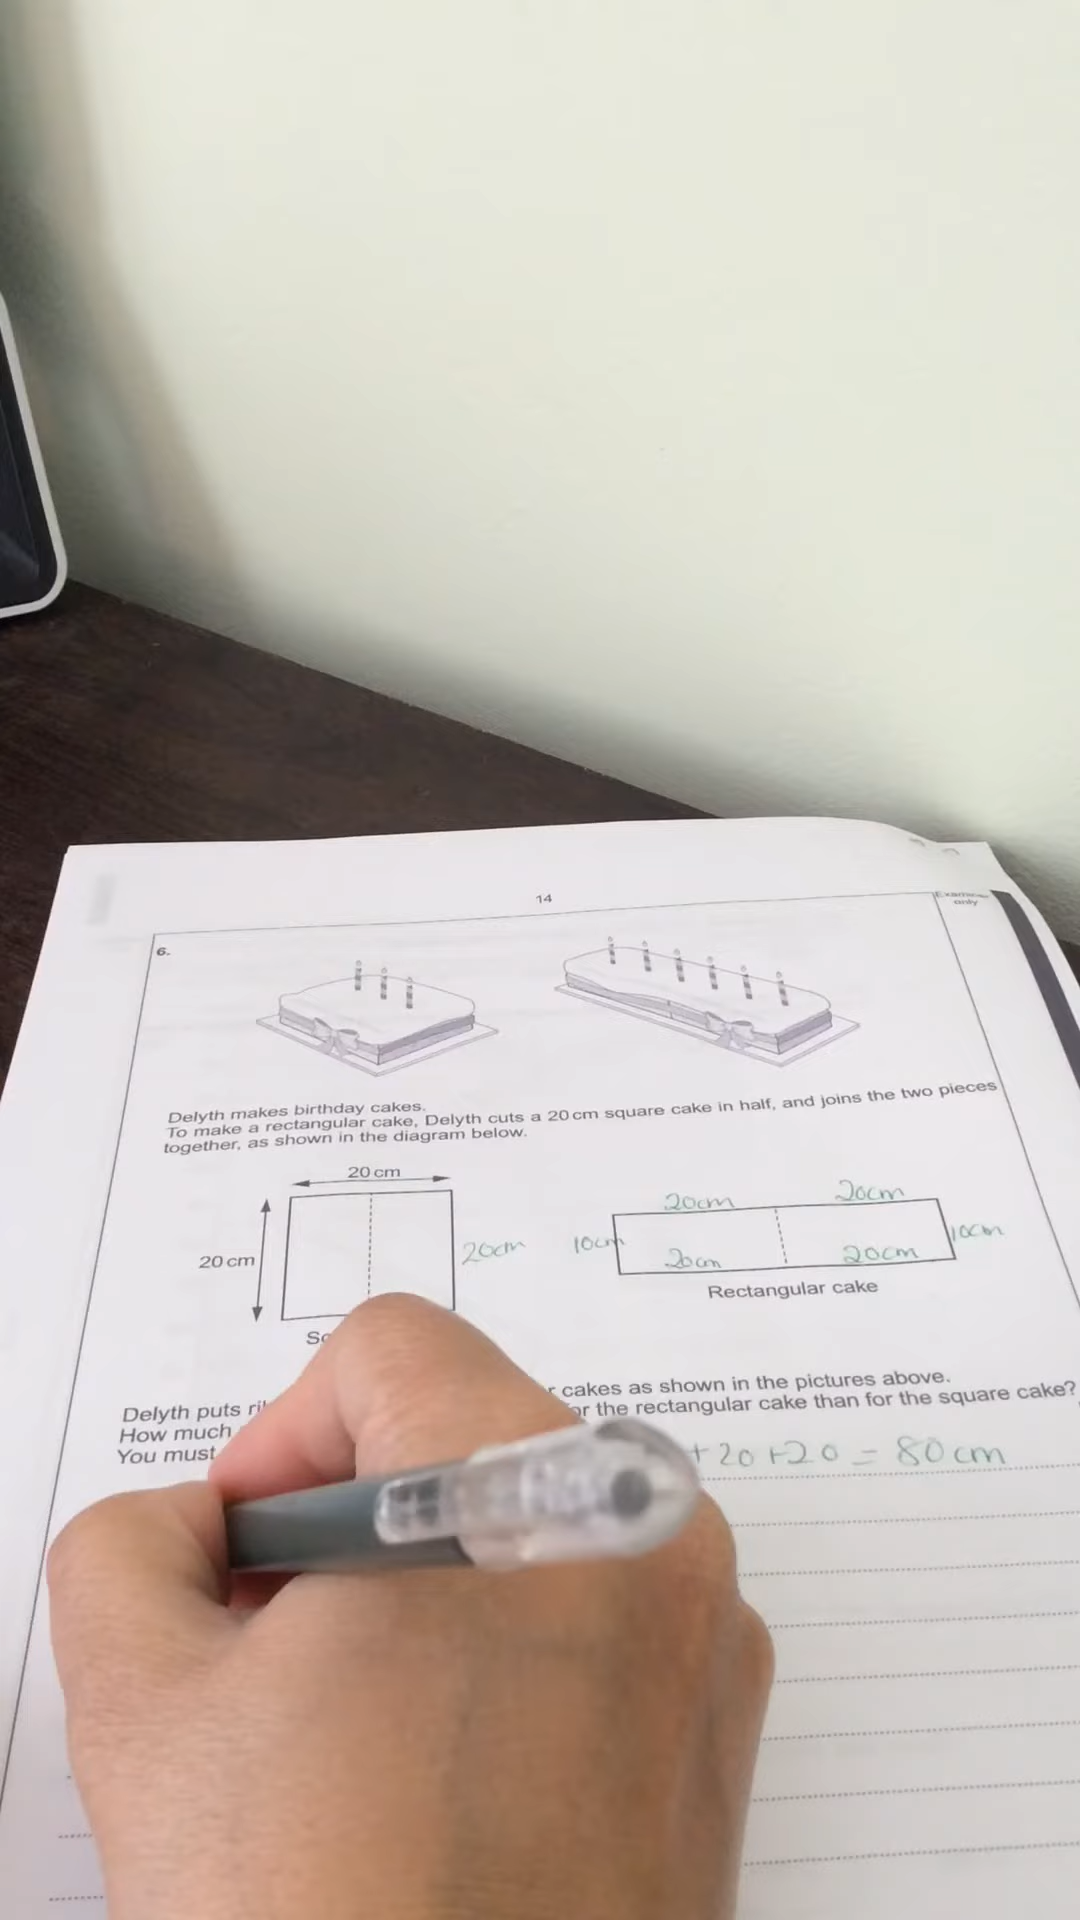 14
Examiner
only
6.
Delyth makes birthday cakes.
To make a rectangular cake, Delyth cuts a 20 cm square cake in half, and joins the two pieces
together, as shown in the diagram below.
20 cm
20 cm
20cm
20cm
20cm
10cm
10cm
20cm
20cm
Rectangular cake
Delyth puts
cakes as shown in the pictures above.
How much
the rectangular cake than for the square cake?
You must
+20+20 = 80cm